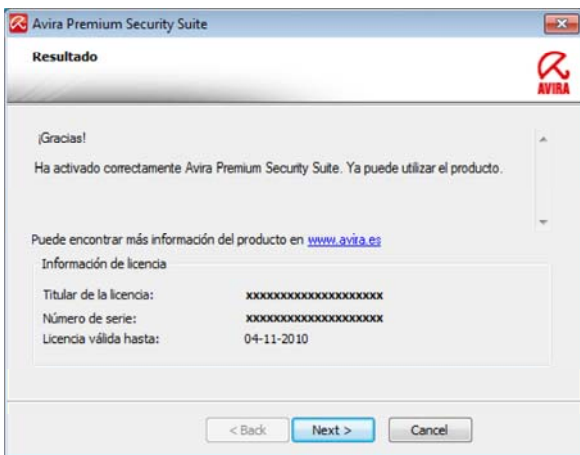 Avira Premium Security Suite
Resultado
AVIRA
¡Gracias!
Ha activado correctamente Avira Premium Security Suite. Ya puede utilizar el producto.
Puede encontrar más información del producto en www.avira.es
Información de licencia
Titular de la licencia: xxxxxxxxxxxxxxxxxxxx
Número de serie: xxxxxxxxxxxxxxxxxxxx
Licencia válida hasta: 04-11-2010
< Back Next > Cancel